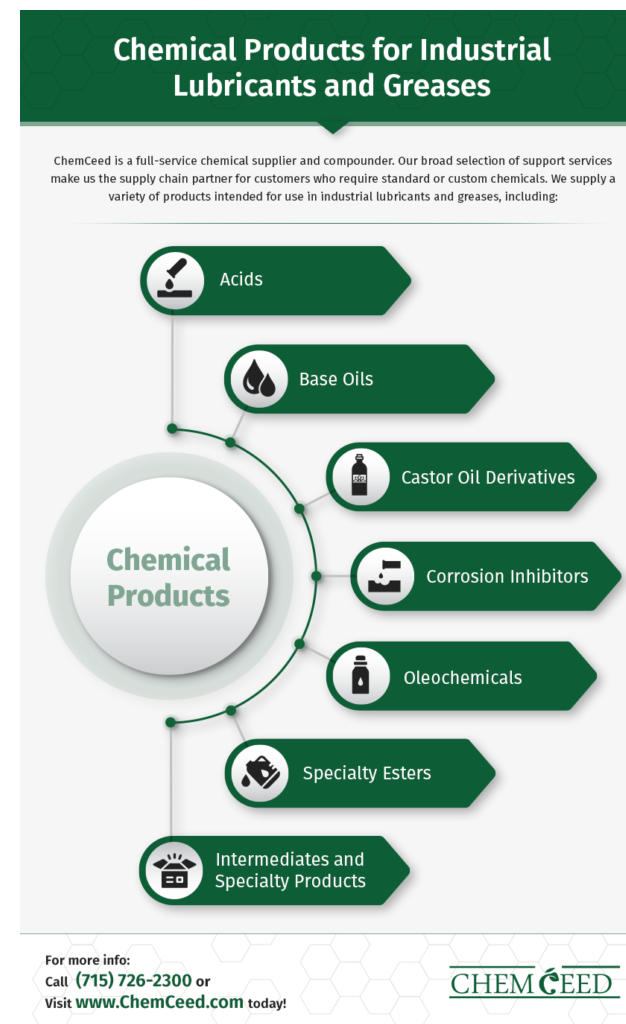 Chemical Products for Industrial
Lubricants and Greases
ChemCeed is a full-service chemical supplier and compounder. Our broad selection of support services
make us the supply chain partner for customers who require standard or custom chemicals. We supply a
variety of products intended for use in industrial lubricants and greases, including:
Acids
Base Oils
Castor Oil Derivatives
Chemical
Products
Corrosion Inhibitors
Oleochemicals
Specialty Esters
Intermediates and
Specialty Products
For more info:
Call (715) 726-2300 or
Visit www.ChemCeed.com today!
CHEMCEED